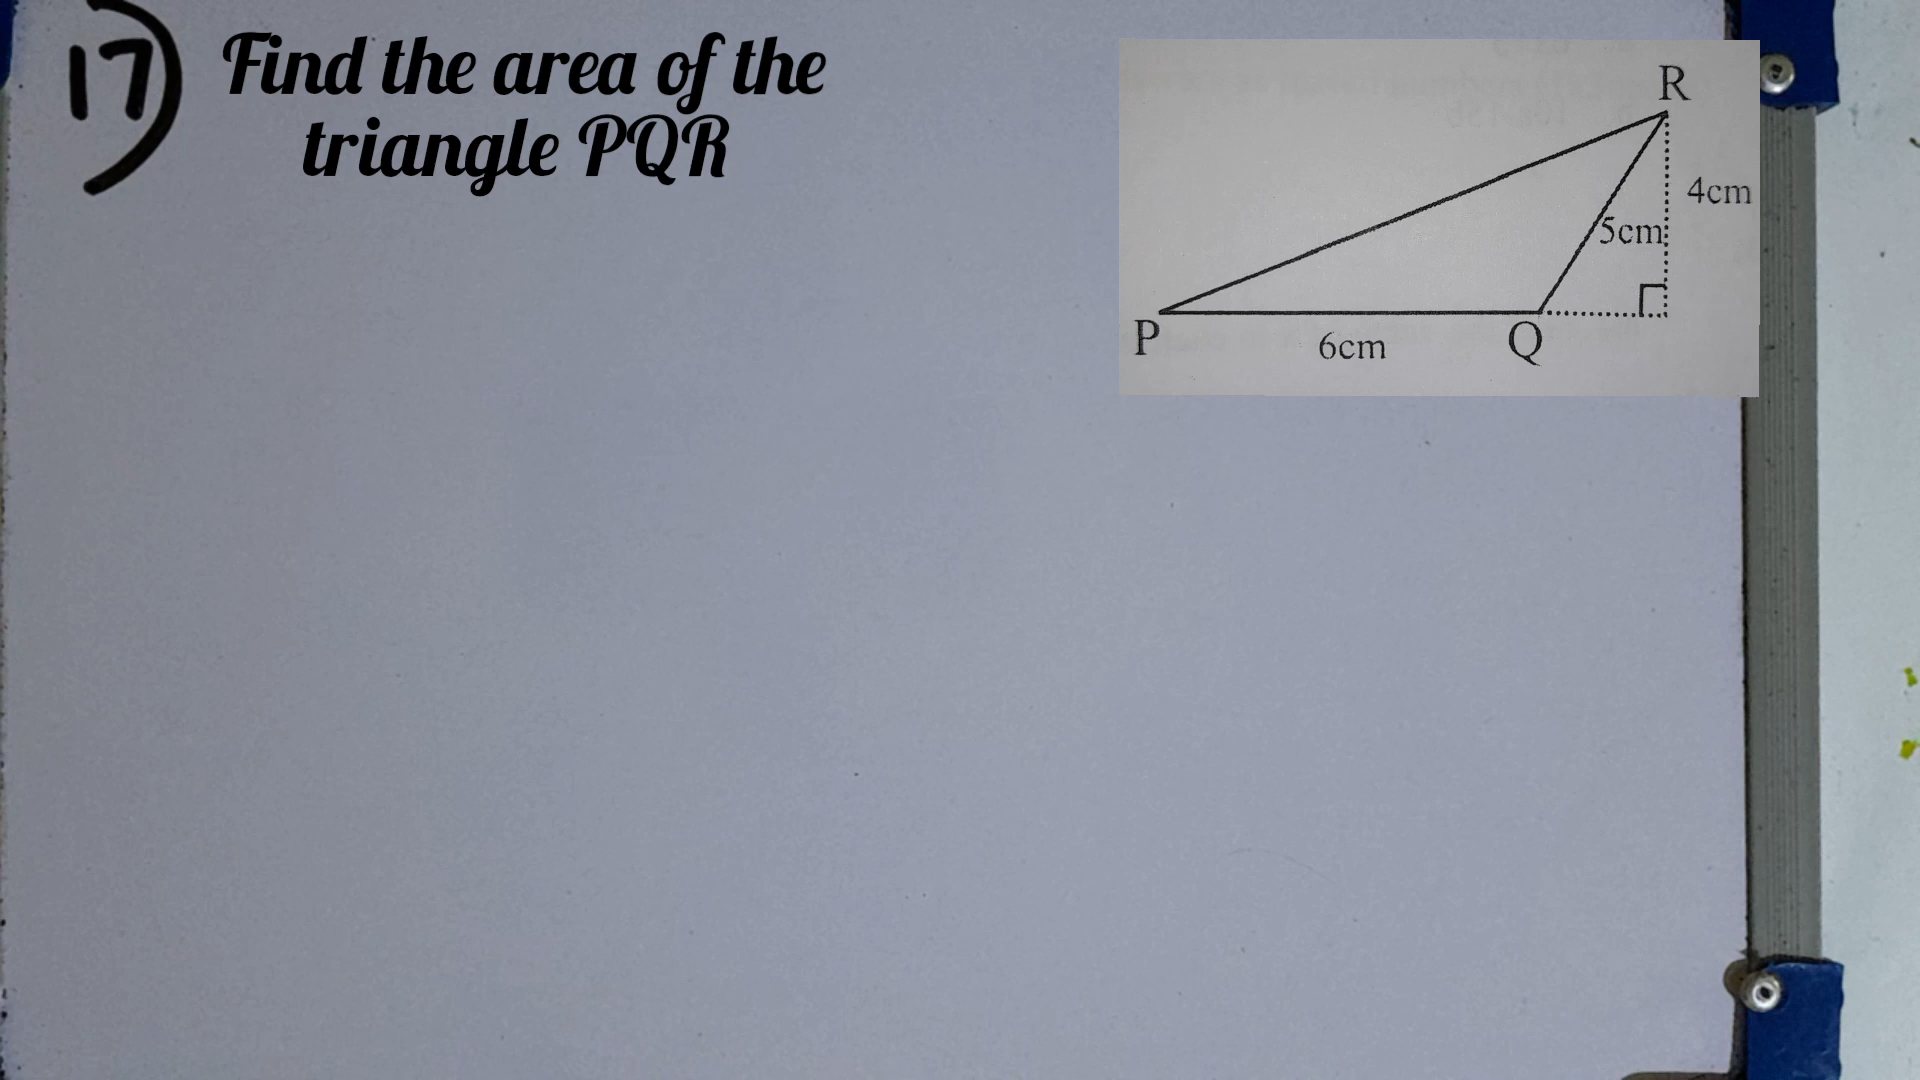 17)
Find the area of the
triangle PQR
R
4cm
5cm
P
Q
6cm